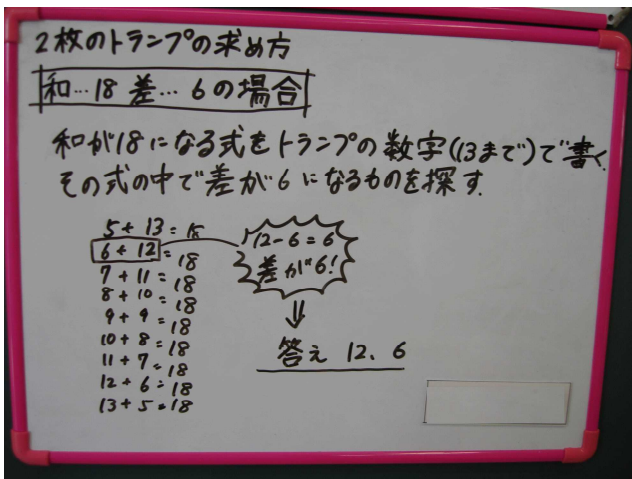 2枚のトランプの求め方
和…18 差…6の場合
和が18になる式をトランプの数字(13まで)で書く.
その式の中で差が6になるものを探す.
5+13=18
6+12=18
7+11=18
8+10=18
9+9=18
10+8=18
11+7=18
12+6=18
13+5=18
12-6=6
差が6!
⇓
答え 12、6